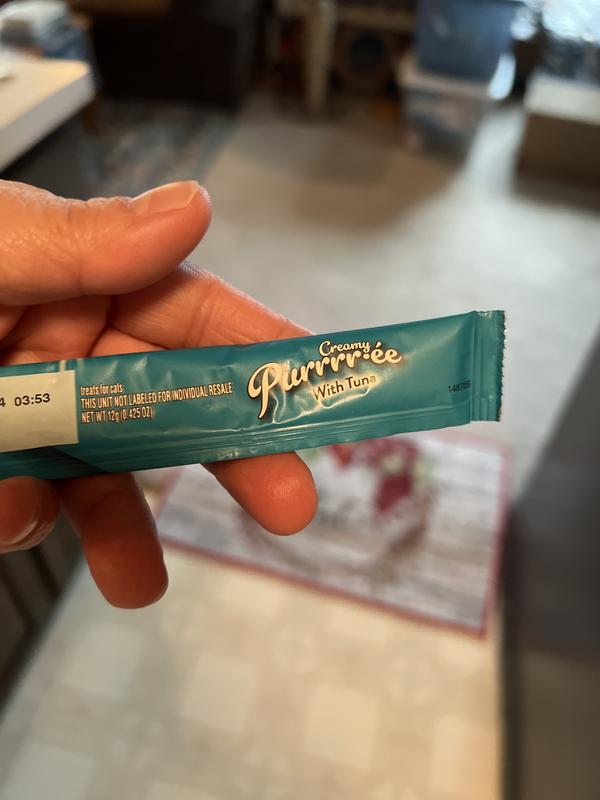 4 03:53
treats for cats
THIS UNIT NOT LABELED FOR INDIVIDUAL RESALE
NET WT 12g (0.425 OZ)
Creamy
Purrrr·ée
With Tuna